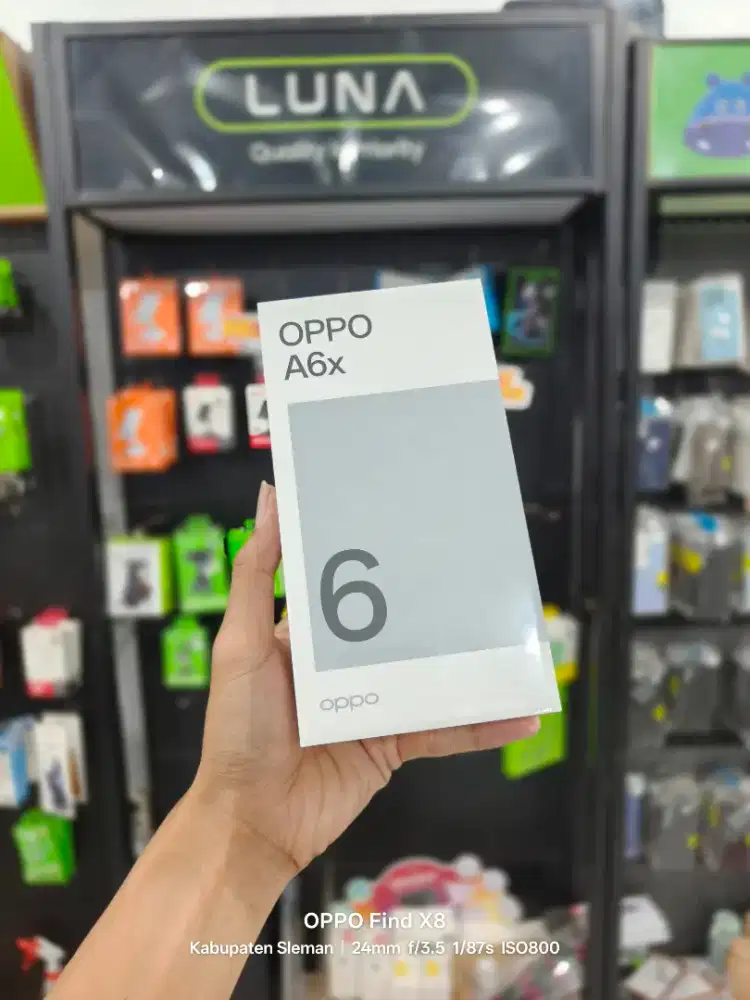 LUNA
OPPO
A6x
6
oppo
OPPO Find X8
Kabupaten Sleman | 24mm f/3.5 1/87s ISO800